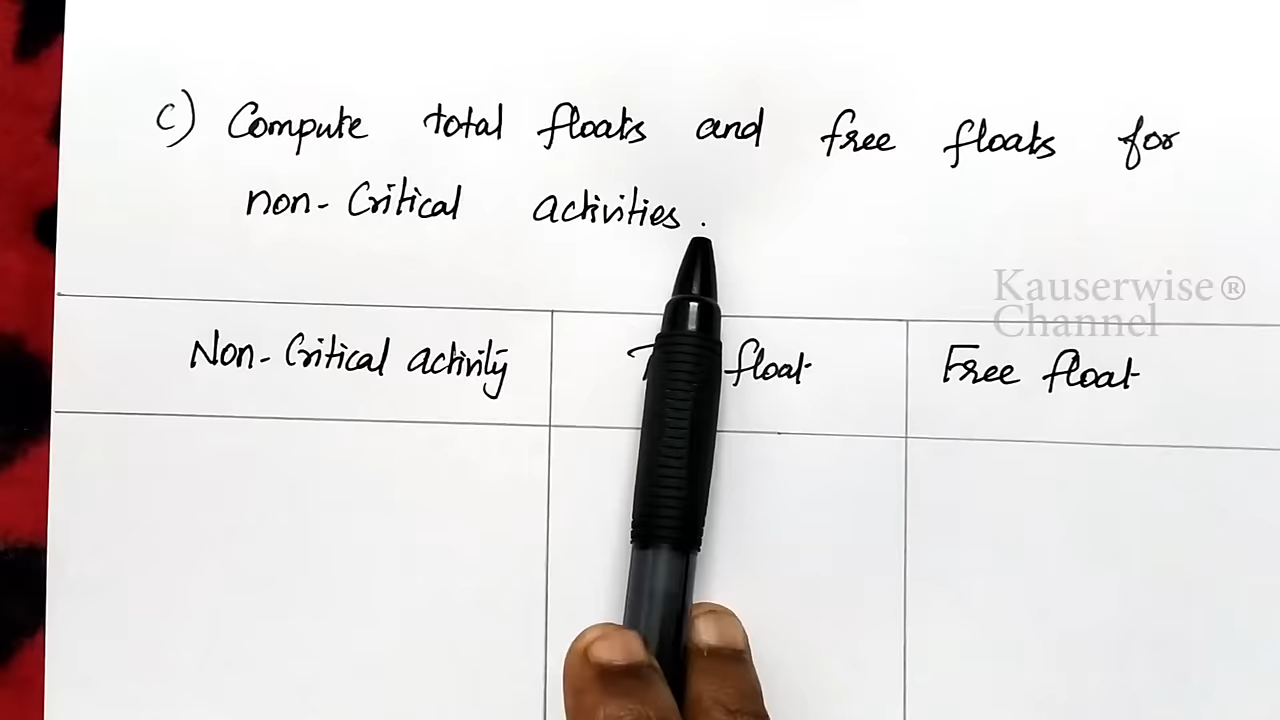 c) Compute total floats and free floats for
non-Critical activities.
Kauserwise®
Channel
Non-Critical activity float Free float